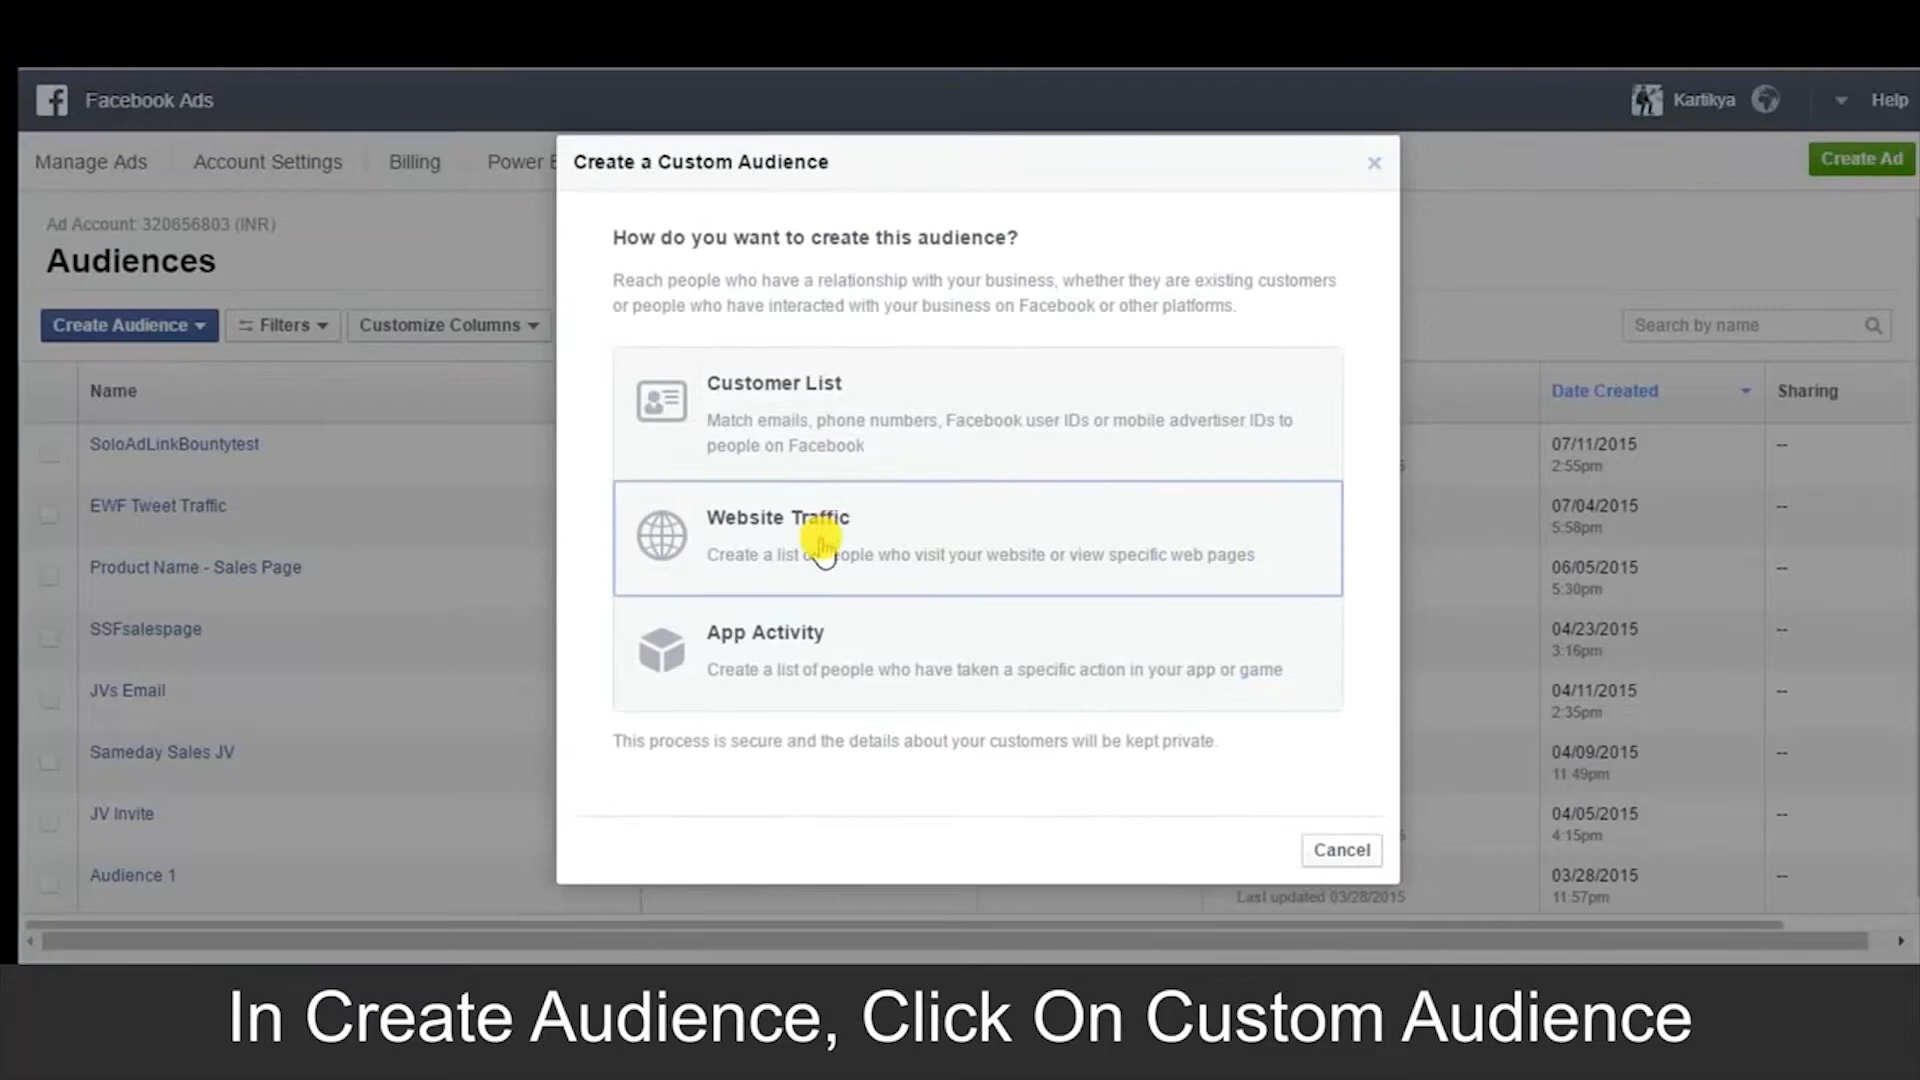 Facebook Ads
Kartikya
Help
Manage Ads
Account Settings
Billing
Power
Create a Custom Audience
Create Ad
Ad Account: 320656803 (INR)
Audiences
How do you want to create this audience?
Reach people who have a relationship with your business, whether they are existing customers
or people who have interacted with your business on Facebook or other platforms.
Create Audience
Filters
Customize Columns
Search by name
Name
Date Created
Sharing
Customer List
Match emails, phone numbers, Facebook user IDs or mobile advertiser IDs to
people on Facebook
Website Traffic
Create a list people who visit your website or view specific web pages
App Activity
Create a list of people who have taken a specific action in your app or game
This process is secure and the details about your customers will be kept private.
Cancel
SoloAdLinkBountytest
07/11/2015
--
2:55pm
EWF Tweet Traffic
07/04/2015
--
5:58pm
Product Name - Sales Page
06/05/2015
--
5:30pm
SSFsalespage
04/23/2015
--
3:16pm
JVs Email
04/11/2015
--
2:35pm
Sameday Sales JV
04/09/2015
--
11:49pm
JV Invite
04/05/2015
--
4:15pm
Audience 1
03/28/2015
--
Last updated 03/28/2015
11:57pm
In Create Audience, Click On Custom Audience